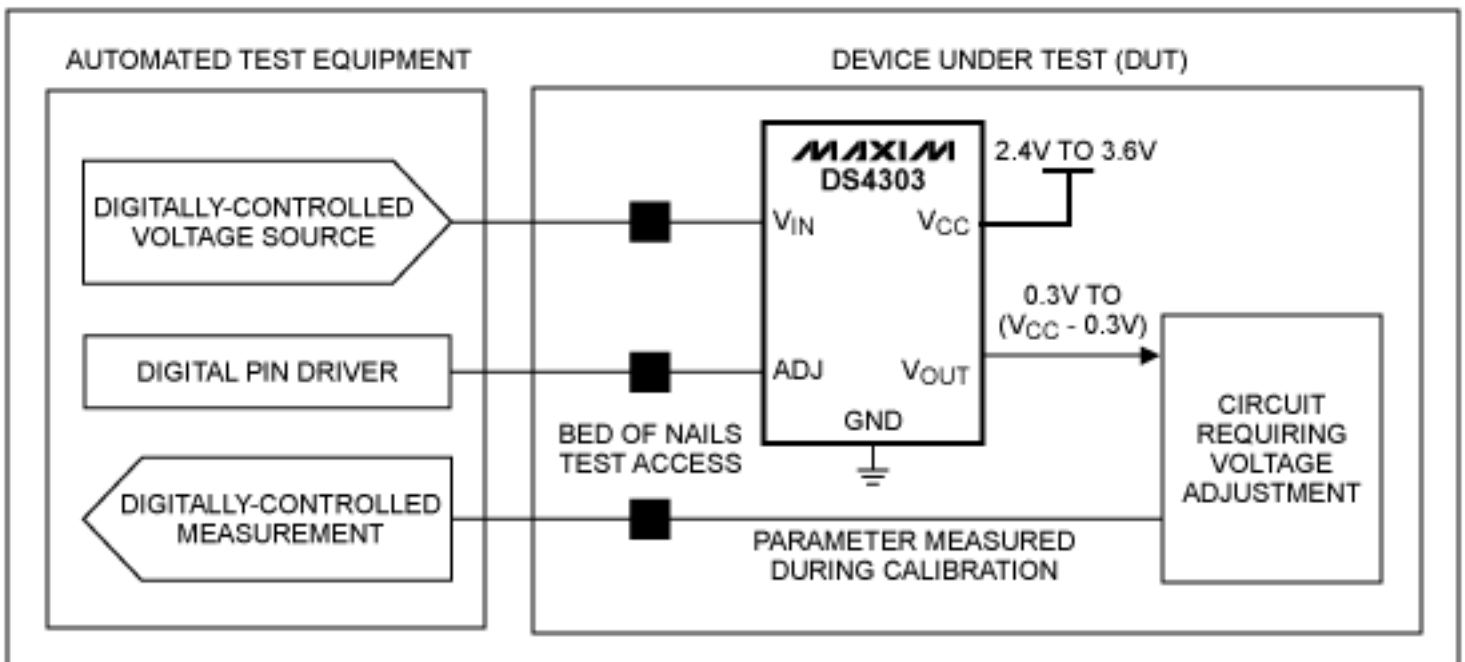 AUTOMATED TEST EQUIPMENT
DEVICE UNDER TEST (DUT)
DIGITALLY-CONTROLLED
VOLTAGE SOURCE
DIGITAL PIN DRIVER
DIGITALLY-CONTROLLED
MEASUREMENT
BED OF NAILS
TEST ACCESS
MAXIM
DS4303
VIN
VCC
ADJ
VOUT
GND
2.4V TO 3.6V
0.3V TO
(VCC - 0.3V)
CIRCUIT
REQUIRING
VOLTAGE
ADJUSTMENT
PARAMETER MEASURED
DURING CALIBRATION